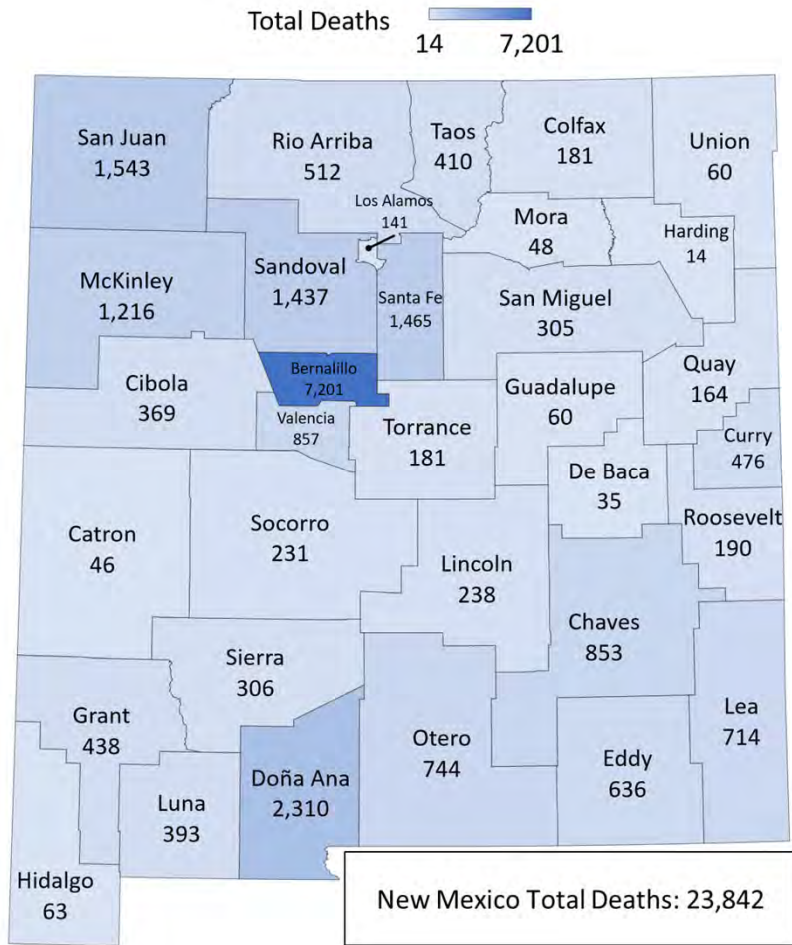 Total Deaths
14 7,201
San Juan
1,543
Rio Arriba
512
Taos
410
Colfax
181
Union
60
Los Alamos
141
Mora
48
Harding
14
McKinley
1,216
Sandoval
1,437
Santa Fe
1,465
San Miguel
305
Cibola
369
Bernalillo
7,201
Quay
164
Guadalupe
60
Valencia
857
Torrance
181
Curry
476
De Baca
35
Roosevelt
190
Catron
46
Socorro
231
Lincoln
238
Chaves
853
Sierra
306
Grant
438
Lea
714
Otero
744
Eddy
636
Doña Ana
2,310
Luna
393
Hidalgo
63
New Mexico Total Deaths: 23,842